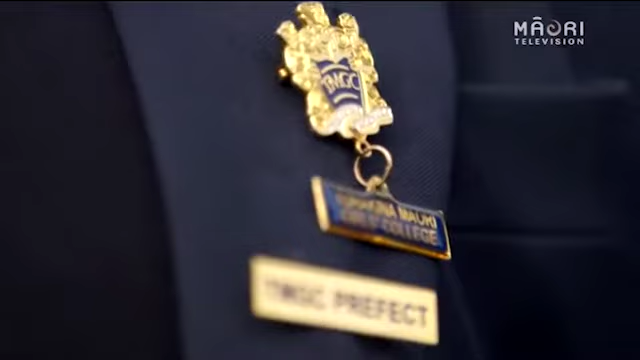 MĀORI
TELEVISION
TMGC
TURAKINA MAORI
GIRLS' COLLEGE
TMGC PREFECT